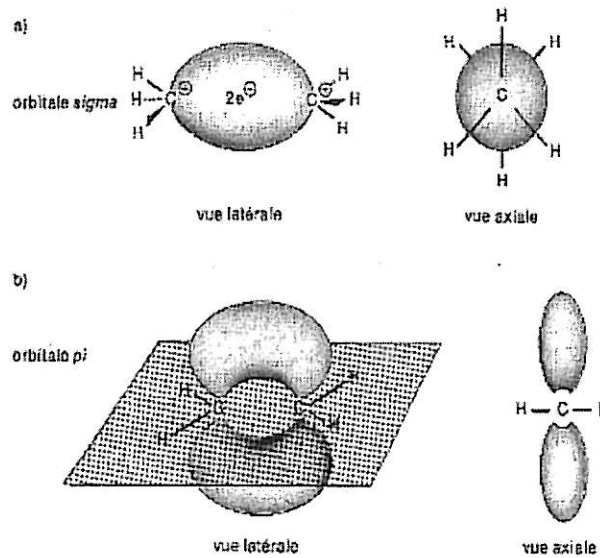 a)
H
H
C
H
2e
C
H
H
H
orbitale sigma
vue latérale
H
H
H
C
H
H
H
vue axiale
b)
orbitale pi
H
H
C
C
H
H
vue latérale
H
C
vue axiale